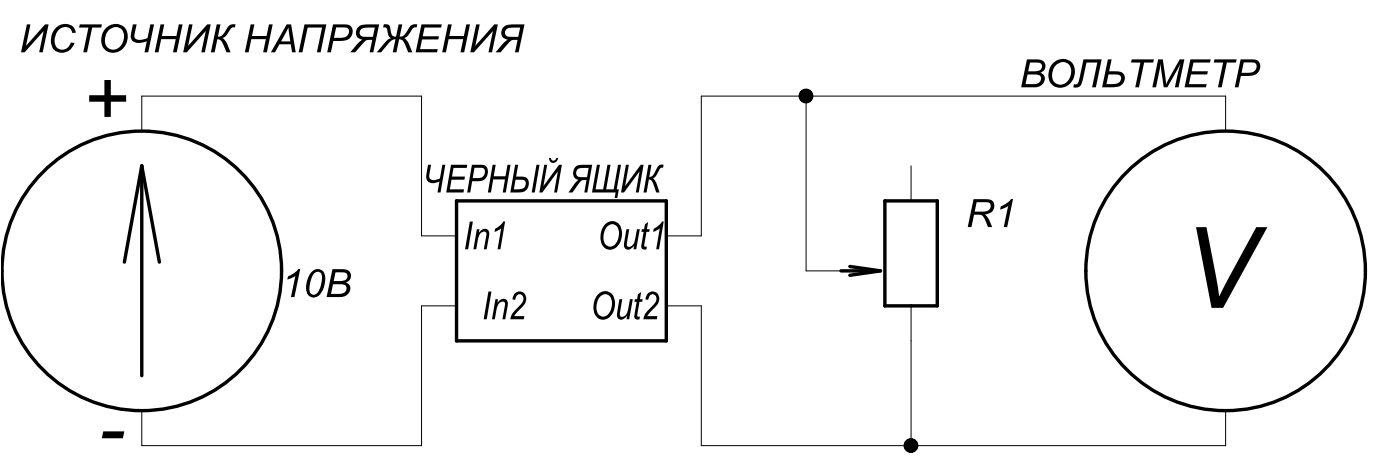 ИСТОЧНИК НАПРЯЖЕНИЯ
ВОЛЬТМЕТР
+
ЧЕРНЫЙ ЯЩИК
R1
In1 Out1
V
10В
In2 Out2
-